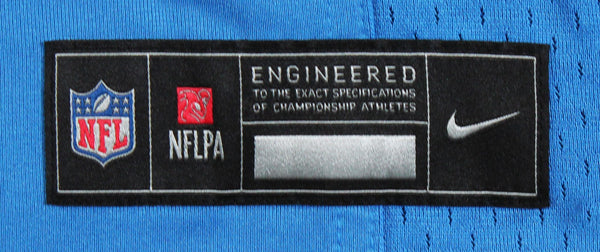 NFL
NFLPA
ENGINEERED
TO THE EXACT SPECIFICATIONS
OF CHAMPIONSHIP ATHLETES